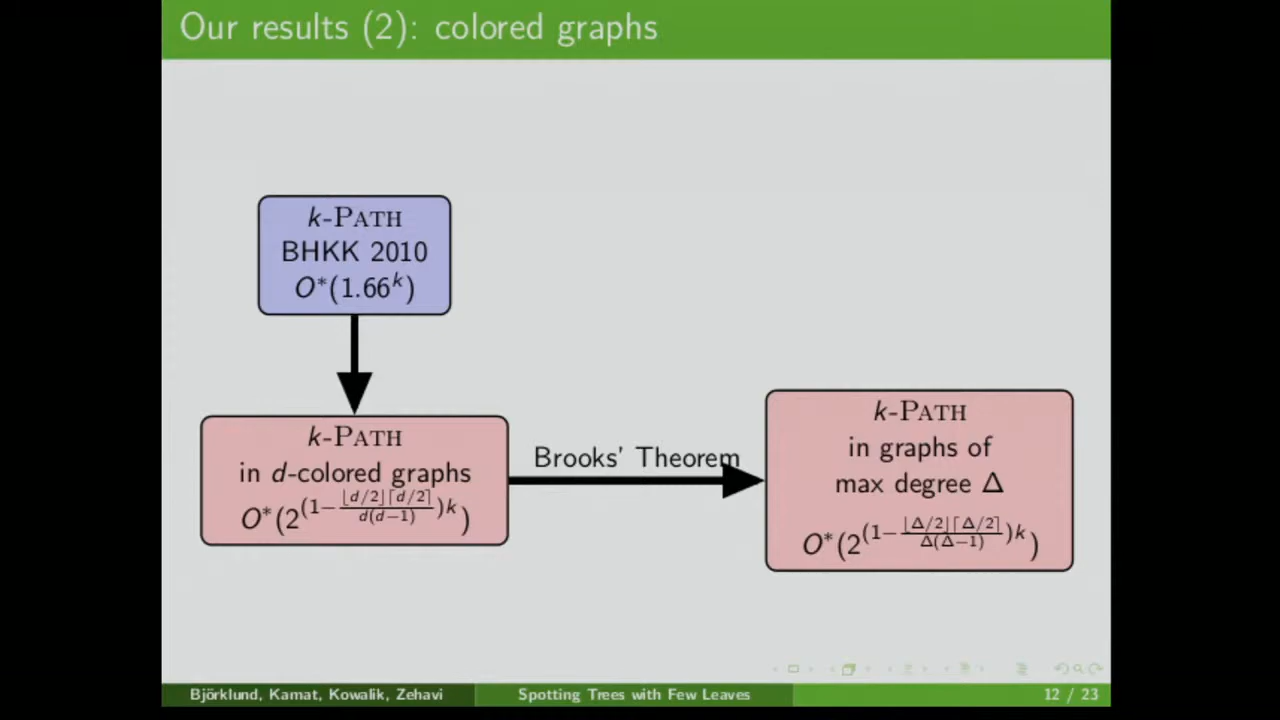 Our results (2): colored graphs
k-PATH
BHKK 2010
O*(1.66^k)
k-PATH
in d-colored graphs
O*(2^{(1-\frac{⌊d/2⌋⌈d/2⌉}{d(d-1)})k})
Brooks' Theorem
k-PATH
in graphs of
max degree Δ
O*(2^{(1-\frac{⌊Δ/2⌋⌈Δ/2⌉}{Δ(Δ-1)})k})
Björklund, Kamat, Kowalik, Zehavi
Spotting Trees with Few Leaves
12 / 23